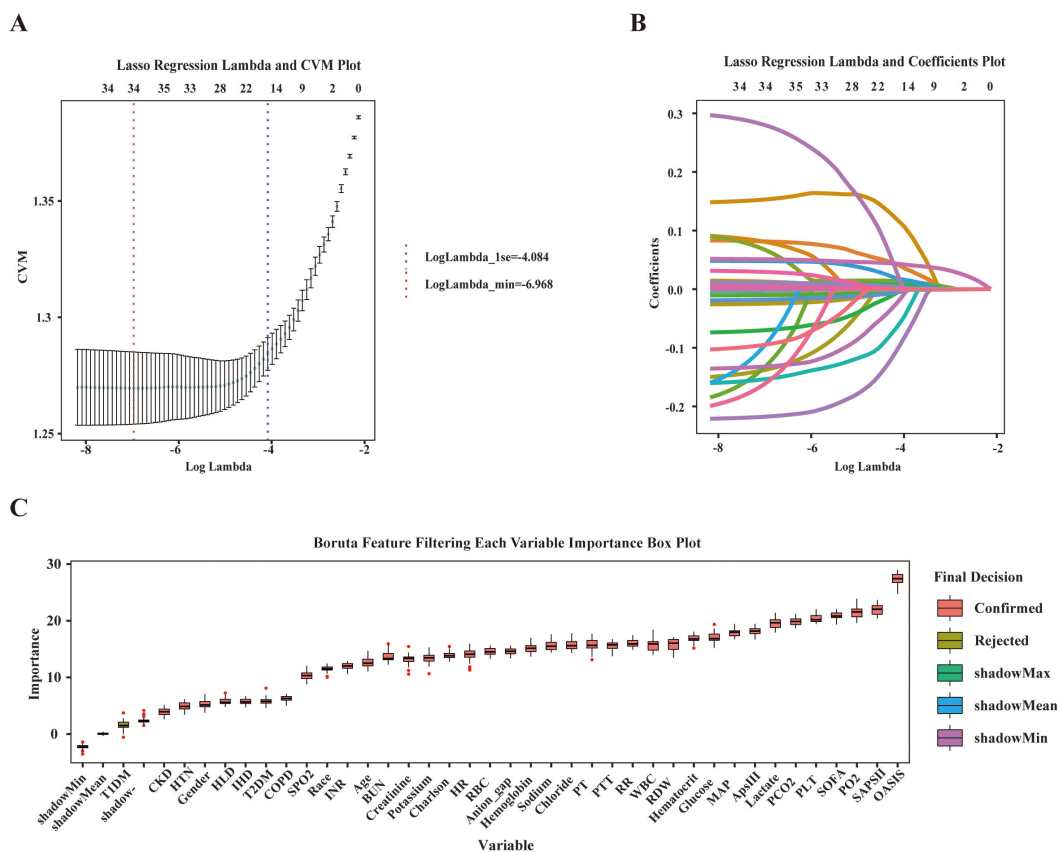 A
Lasso Regression Lambda and CVM Plot
34 34 35 33 28 22 14 9 2 0
1.35
1.3
1.25
CVM
-8 -6 -4 -2
Log Lambda
LogLambda_1se=-4.084
LogLambda_min=-6.968
B
Lasso Regression Lambda and Coefficients Plot
34 34 35 33 28 22 14 9 2 0
0.3
0.2
0.1
0.0
-0.1
-0.2
Coefficients
-8 -6 -4 -2
Log Lambda
C
Boruta Feature Filtering Each Variable Importance Box Plot
30
20
10
0
Importance
shadowMin
shadowMean
T1DM
shadow-
CKD
HTN
Gender
HLD
IHD
T2DM
COPD
SPO2
Race
INR
Age
BUN
Creatinine
Potassium
Charlson
HR
RBC
Anion_gap
Hemoglobin
Sodium
Chloride
PT
PTT
RR
WBC
RDW
Hematocrit
Glucose
MAP
ApsIII
Lactate
PCO2
PLT
SOFA
PO2
SAPSII
OASIS
Variable
Final Decision
Confirmed
Rejected
shadowMax
shadowMean
shadowMin